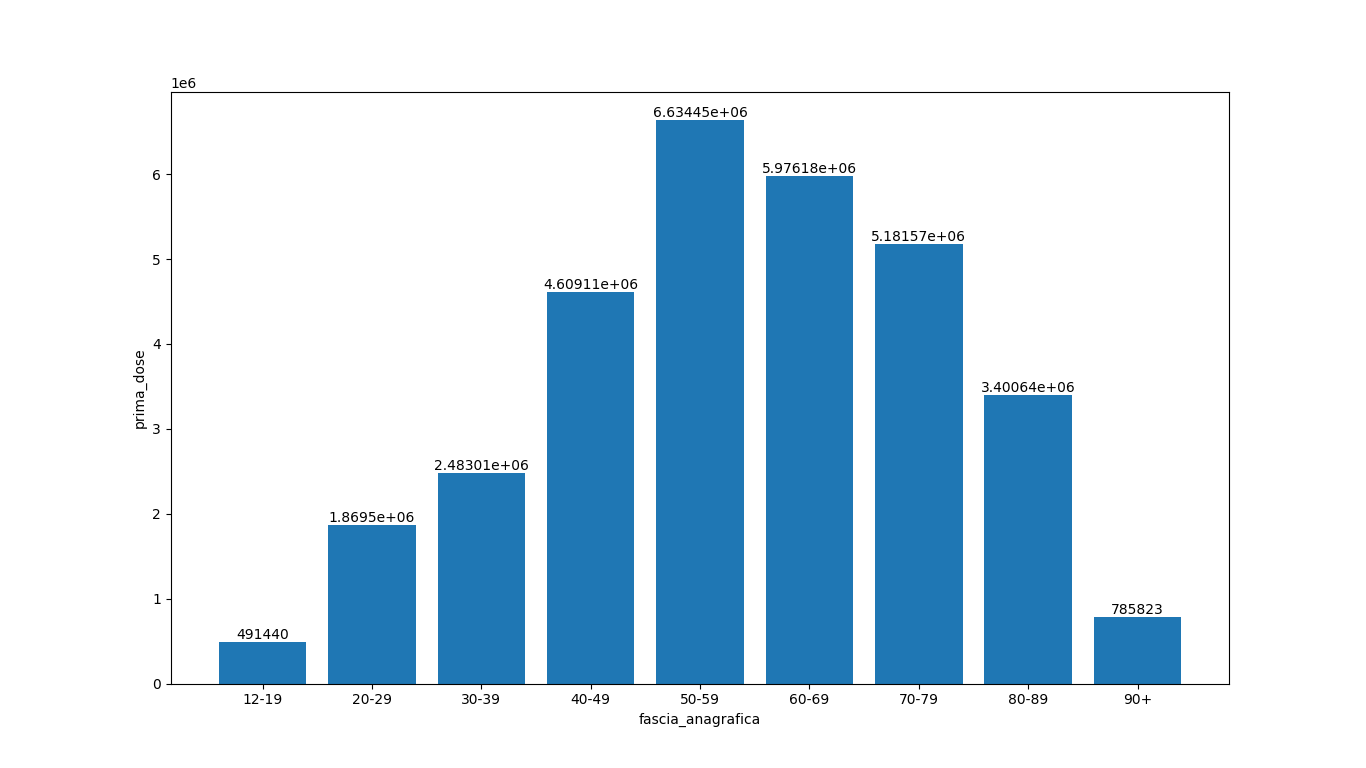 1e6
6.63445e+06
5.97618e+06
6
5.18157e+06
5
4.60911e+06
4
3.40064e+06
prima_dose
3
2.48301e+06
2
1.8695e+06
1
785823
491440
0
12-19 20-29 30-39 40-49 50-59 60-69 70-79 80-89 90+
fascia_anagrafica